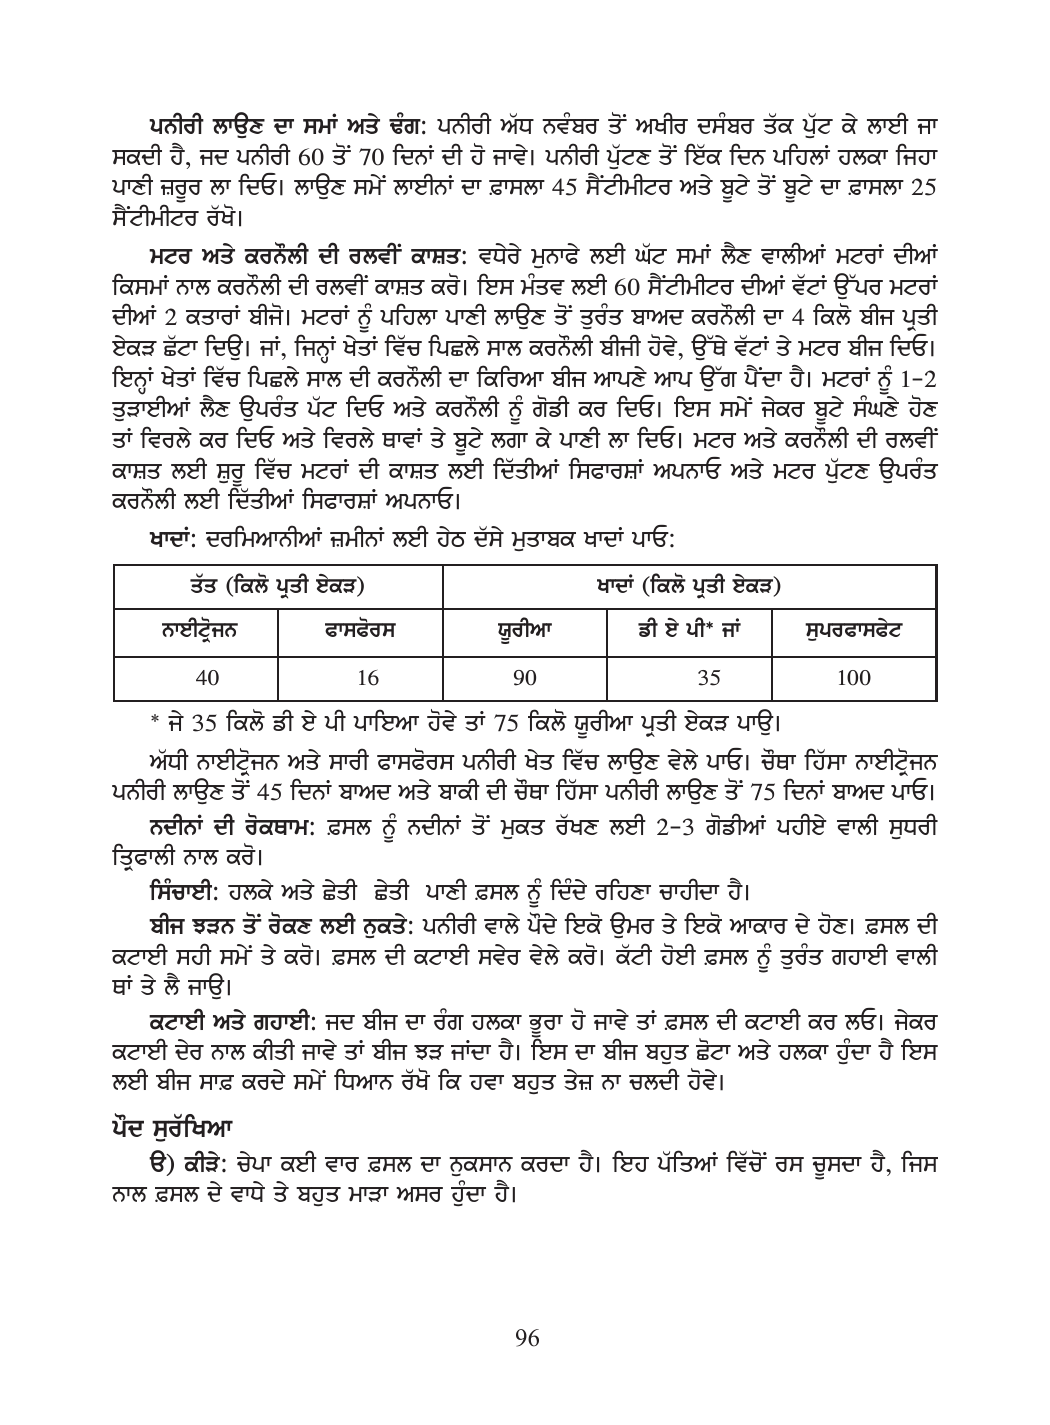 ਪਨੀਰੀ ਲਾਉਣ ਦਾ ਸਮਾਂ ਅਤੇ ਢੰਗ: ਪਨੀਰੀ ਅੱਧ ਨਵੰਬਰ ਤੋਂ ਅਖੀਰ ਦਸੰਬਰ ਤੱਕ ਪੁੱਟ ਕੇ ਲਾਈ ਜਾ
ਸਕਦੀ ਹੈ, ਜਦ ਪਨੀਰੀ 60 ਤੋਂ 70 ਦਿਨਾਂ ਦੀ ਹੋ ਜਾਵੇ। ਪਨੀਰੀ ਪੁੱਟਣ ਤੋਂ ਇੱਕ ਦਿਨ ਪਹਿਲਾਂ ਹਲਕਾ ਜਿਹਾ
ਪਾਣੀ ਜ਼ਰੂਰ ਲਾ ਦਿਓ। ਲਾਉਣ ਸਮੇਂ ਲਾਈਨਾਂ ਦਾ ਫ਼ਾਸਲਾ 45 ਸੈਂਟੀਮੀਟਰ ਅਤੇ ਬੂਟੇ ਤੋਂ ਬੂਟੇ ਦਾ ਫ਼ਾਸਲਾ 25
ਸੈਂਟੀਮੀਟਰ ਰੱਖੋ।
ਮਟਰ ਅਤੇ ਕਰਨੌਲੀ ਦੀ ਰਲਵੀਂ ਕਾਸ਼ਤ: ਵਧੇਰੇ ਮੁਨਾਫੇ ਲਈ ਘੱਟ ਸਮਾਂ ਲੈਣ ਵਾਲੀਆਂ ਮਟਰਾਂ ਦੀਆਂ
ਕਿਸਮਾਂ ਨਾਲ ਕਰਨੌਲੀ ਦੀ ਰਲਵੀਂ ਕਾਸ਼ਤ ਕਰੋ। ਇਸ ਮੰਤਵ ਲਈ 60 ਸੈਂਟੀਮੀਟਰ ਦੀਆਂ ਵੱਟਾਂ ਉੱਪਰ ਮਟਰਾਂ
ਦੀਆਂ 2 ਕਤਾਰਾਂ ਬੀਜੋ। ਮਟਰਾਂ ਨੂੰ ਪਹਿਲਾ ਪਾਣੀ ਲਾਉਣ ਤੋਂ ਤੁਰੰਤ ਬਾਅਦ ਕਰਨੌਲੀ ਦਾ 4 ਕਿਲੋ ਬੀਜ ਪ੍ਰਤੀ
ਏਕੜ ਛੱਟਾ ਦਿਉ। ਜਾਂ, ਜਿਨ੍ਹਾਂ ਖੇਤਾਂ ਵਿੱਚ ਪਿਛਲੇ ਸਾਲ ਕਰਨੌਲੀ ਬੀਜੀ ਹੋਵੇ, ਉੱਥੇ ਵੱਟਾਂ ਤੇ ਮਟਰ ਬੀਜ ਦਿਓ।
ਇਨ੍ਹਾਂ ਖੇਤਾਂ ਵਿੱਚ ਪਿਛਲੇ ਸਾਲ ਦੀ ਕਰਨੌਲੀ ਦਾ ਕਿਰਿਆ ਬੀਜ ਆਪਣੇ ਆਪ ਉੱਗ ਪੈਂਦਾ ਹੈ। ਮਟਰਾਂ ਨੂੰ 1-2
ਤੁੜਾਈਆਂ ਲੈਣ ਉਪਰੰਤ ਪੱਟ ਦਿਓ ਅਤੇ ਕਰਨੌਲੀ ਨੂੰ ਗੋਡੀ ਕਰ ਦਿਓ। ਇਸ ਸਮੇਂ ਜੇਕਰ ਬੂਟੇ ਸੰਘਣੇ ਹੋਣ
ਤਾਂ ਵਿਰਲੇ ਕਰ ਦਿਓ ਅਤੇ ਵਿਰਲੇ ਥਾਵਾਂ ਤੇ ਬੂਟੇ ਲਗਾ ਕੇ ਪਾਣੀ ਲਾ ਦਿਓ। ਮਟਰ ਅਤੇ ਕਰਨੌਲੀ ਦੀ ਰਲਵੀਂ
ਕਾਸ਼ਤ ਲਈ ਸ਼ੁਰੂ ਵਿੱਚ ਮਟਰਾਂ ਦੀ ਕਾਸ਼ਤ ਲਈ ਦਿੱਤੀਆਂ ਸਿਫਾਰਸ਼ਾਂ ਅਪਨਾਓ ਅਤੇ ਮਟਰ ਪੁੱਟਣ ਉਪਰੰਤ
ਕਰਨੌਲੀ ਲਈ ਦਿੱਤੀਆਂ ਸਿਫਾਰਸ਼ਾਂ ਅਪਨਾਓ।
ਖਾਦਾਂ: ਦਰਮਿਆਨੀਆਂ ਜ਼ਮੀਨਾਂ ਲਈ ਹੇਠ ਦੱਸੇ ਮੁਤਾਬਕ ਖਾਦਾਂ ਪਾਓ:
ਤੱਤ (ਕਿਲੋ ਪ੍ਰਤੀ ਏਕੜ) ਖਾਦਾਂ (ਕਿਲੋ ਪ੍ਰਤੀ ਏਕੜ)
ਨਾਈਟ੍ਰੋਜਨ ਫਾਸਫੋਰਸ ਯੂਰੀਆ ਡੀ ਏ ਪੀ* ਜਾਂ ਸੁਪਰਫਾਸਫੇਟ
40 16 90 35 100
* ਜੇ 35 ਕਿਲੋ ਡੀ ਏ ਪੀ ਪਾਇਆ ਹੋਵੇ ਤਾਂ 75 ਕਿਲੋ ਯੂਰੀਆ ਪ੍ਰਤੀ ਏਕੜ ਪਾਉ।
ਅੱਧੀ ਨਾਈਟ੍ਰੋਜਨ ਅਤੇ ਸਾਰੀ ਫਾਸਫੋਰਸ ਪਨੀਰੀ ਖੇਤ ਵਿੱਚ ਲਾਉਣ ਵੇਲੇ ਪਾਓ। ਚੌਥਾ ਹਿੱਸਾ ਨਾਈਟ੍ਰੋਜਨ
ਪਨੀਰੀ ਲਾਉਣ ਤੋਂ 45 ਦਿਨਾਂ ਬਾਅਦ ਅਤੇ ਬਾਕੀ ਦੀ ਚੌਥਾ ਹਿੱਸਾ ਪਨੀਰੀ ਲਾਉਣ ਤੋਂ 75 ਦਿਨਾਂ ਬਾਅਦ ਪਾਓ।
ਨਦੀਨਾਂ ਦੀ ਰੋਕਥਾਮ: ਫ਼ਸਲ ਨੂੰ ਨਦੀਨਾਂ ਤੋਂ ਮੁਕਤ ਰੱਖਣ ਲਈ 2-3 ਗੋਡੀਆਂ ਪਹੀਏ ਵਾਲੀ ਸੁਧਰੀ
ਤ੍ਰਿਫਾਲੀ ਨਾਲ ਕਰੋ।
ਸਿੰਚਾਈ: ਹਲਕੇ ਅਤੇ ਛੇਤੀ ਛੇਤੀ ਪਾਣੀ ਫ਼ਸਲ ਨੂੰ ਦਿੰਦੇ ਰਹਿਣਾ ਚਾਹੀਦਾ ਹੈ।
ਬੀਜ ਝੜਨ ਤੋਂ ਰੋਕਣ ਲਈ ਨੁਕਤੇ: ਪਨੀਰੀ ਵਾਲੇ ਪੌਦੇ ਇਕੋ ਉਮਰ ਤੇ ਇਕੋ ਆਕਾਰ ਦੇ ਹੋਣ। ਫ਼ਸਲ ਦੀ
ਕਟਾਈ ਸਹੀ ਸਮੇਂ ਤੇ ਕਰੋ। ਫ਼ਸਲ ਦੀ ਕਟਾਈ ਸਵੇਰ ਵੇਲੇ ਕਰੋ। ਕੱਟੀ ਹੋਈ ਫ਼ਸਲ ਨੂੰ ਤੁਰੰਤ ਗਹਾਈ ਵਾਲੀ
ਥਾਂ ਤੇ ਲੈ ਜਾਉ।
ਕਟਾਈ ਅਤੇ ਗਹਾਈ: ਜਦ ਬੀਜ ਦਾ ਰੰਗ ਹਲਕਾ ਭੂਰਾ ਹੋ ਜਾਵੇ ਤਾਂ ਫ਼ਸਲ ਦੀ ਕਟਾਈ ਕਰ ਲਓ। ਜੇਕਰ
ਕਟਾਈ ਦੇਰ ਨਾਲ ਕੀਤੀ ਜਾਵੇ ਤਾਂ ਬੀਜ ਝੜ ਜਾਂਦਾ ਹੈ। ਇਸ ਦਾ ਬੀਜ ਬਹੁਤ ਛੋਟਾ ਅਤੇ ਹਲਕਾ ਹੁੰਦਾ ਹੈ ਇਸ
ਲਈ ਬੀਜ ਸਾਫ਼ ਕਰਦੇ ਸਮੇਂ ਧਿਆਨ ਰੱਖੋ ਕਿ ਹਵਾ ਬਹੁਤ ਤੇਜ਼ ਨਾ ਚਲਦੀ ਹੋਵੇ।
ਪੌਦ ਸੁਰੱਖਿਆ
ੳ) ਕੀੜੇ: ਚੇਪਾ ਕਈ ਵਾਰ ਫ਼ਸਲ ਦਾ ਨੁਕਸਾਨ ਕਰਦਾ ਹੈ। ਇਹ ਪੱਤਿਆਂ ਵਿੱਚੋਂ ਰਸ ਚੂਸਦਾ ਹੈ, ਜਿਸ
ਨਾਲ ਫ਼ਸਲ ਦੇ ਵਾਧੇ ਤੇ ਬਹੁਤ ਮਾੜਾ ਅਸਰ ਹੁੰਦਾ ਹੈ।
96